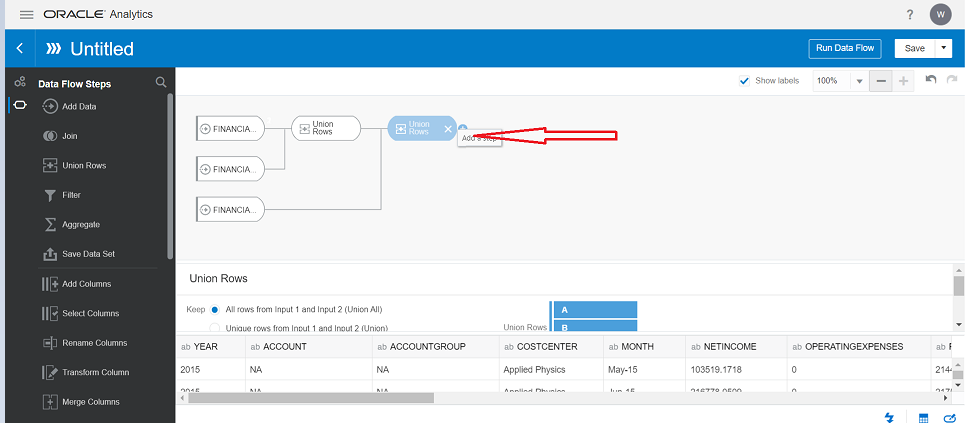 ORACLE® Analytics
? W
Untitled
Run Data Flow
Save
Data Flow Steps
Show labels
100%
Add Data
Join
Union Rows
Filter
Aggregate
Save Data Set
Add Columns
Select Columns
Rename Columns
Transform Column
Merge Columns
FINANCIA...
Union
Rows
Union
Rows
Add a step
FINANCIA...
FINANCIA...
Union Rows
Keep
All rows from Input 1 and Input 2 (Union All)
Unique rows from Input 1 and Input 2 (Union)
Union Rows
A
B
ab YEAR ab ACCOUNT ab ACCOUNTGROUP ab COSTCENTER ab MONTH ab NETINCOME ab OPERATINGEXPENSES ab
2015 NA NA Applied Physics May-15 103519.1718 0
2015 NA NA Applied Physics Jun-15